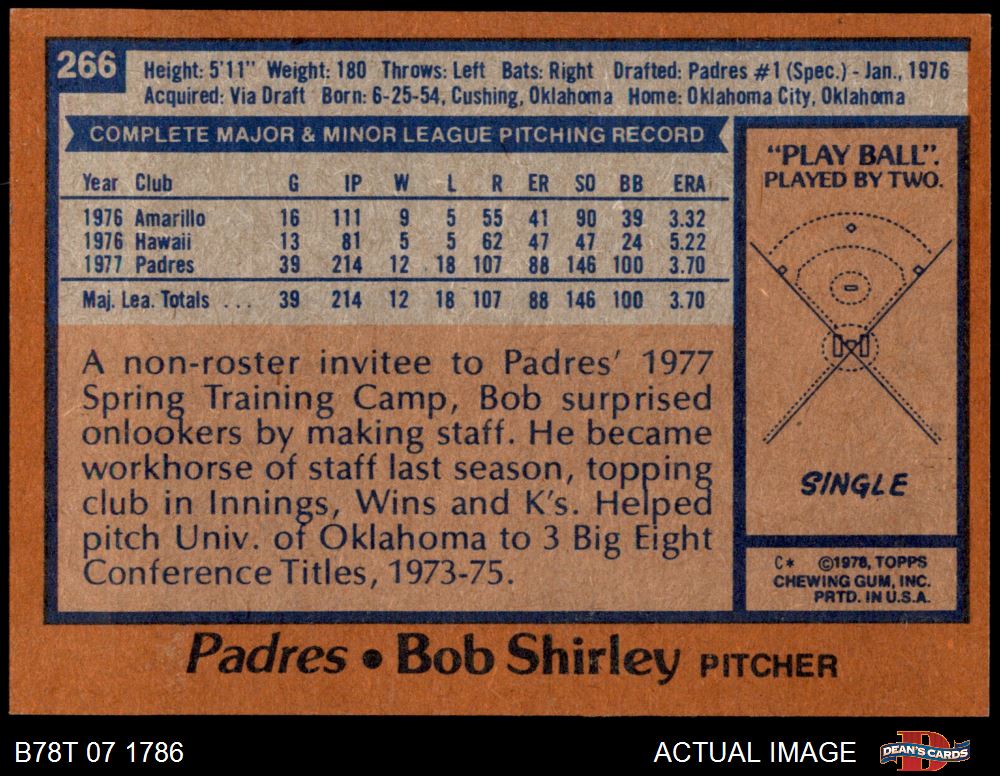 266
Height: 5'11" Weight: 180 Throws: Left Bats: Right Drafted: Padres #1 (Spec.) - Jan., 1976
Acquired: Via Draft Born: 6-25-54, Cushing, Oklahoma Home: Oklahoma City, Oklahoma
COMPLETE MAJOR & MINOR LEAGUE PITCHING RECORD
Year Club G IP W L R ER SO BB ERA
1976 Amarillo 16 111 9 5 55 41 90 39 3.32
1976 Hawaii 13 81 5 5 62 47 47 24 5.22
1977 Padres 39 214 12 18 107 88 146 100 3.70
Maj. Lea. Totals ... 39 214 12 18 107 88 146 100 3.70
A non-roster invitee to Padres' 1977
Spring Training Camp, Bob surprised
onlookers by making staff. He became
workhorse of staff last season, topping
club in Innings, Wins and K's. Helped
pitch Univ. of Oklahoma to 3 Big Eight
Conference Titles, 1973-75.
"PLAY BALL".
PLAYED BY TWO.
SINGLE
C* ©1978, TOPPS
CHEWING GUM, INC.
PRTD. IN U.S.A.
Padres • Bob Shirley PITCHER
B78T 07 1786
ACTUAL IMAGE
D
DEAN'S CARDS